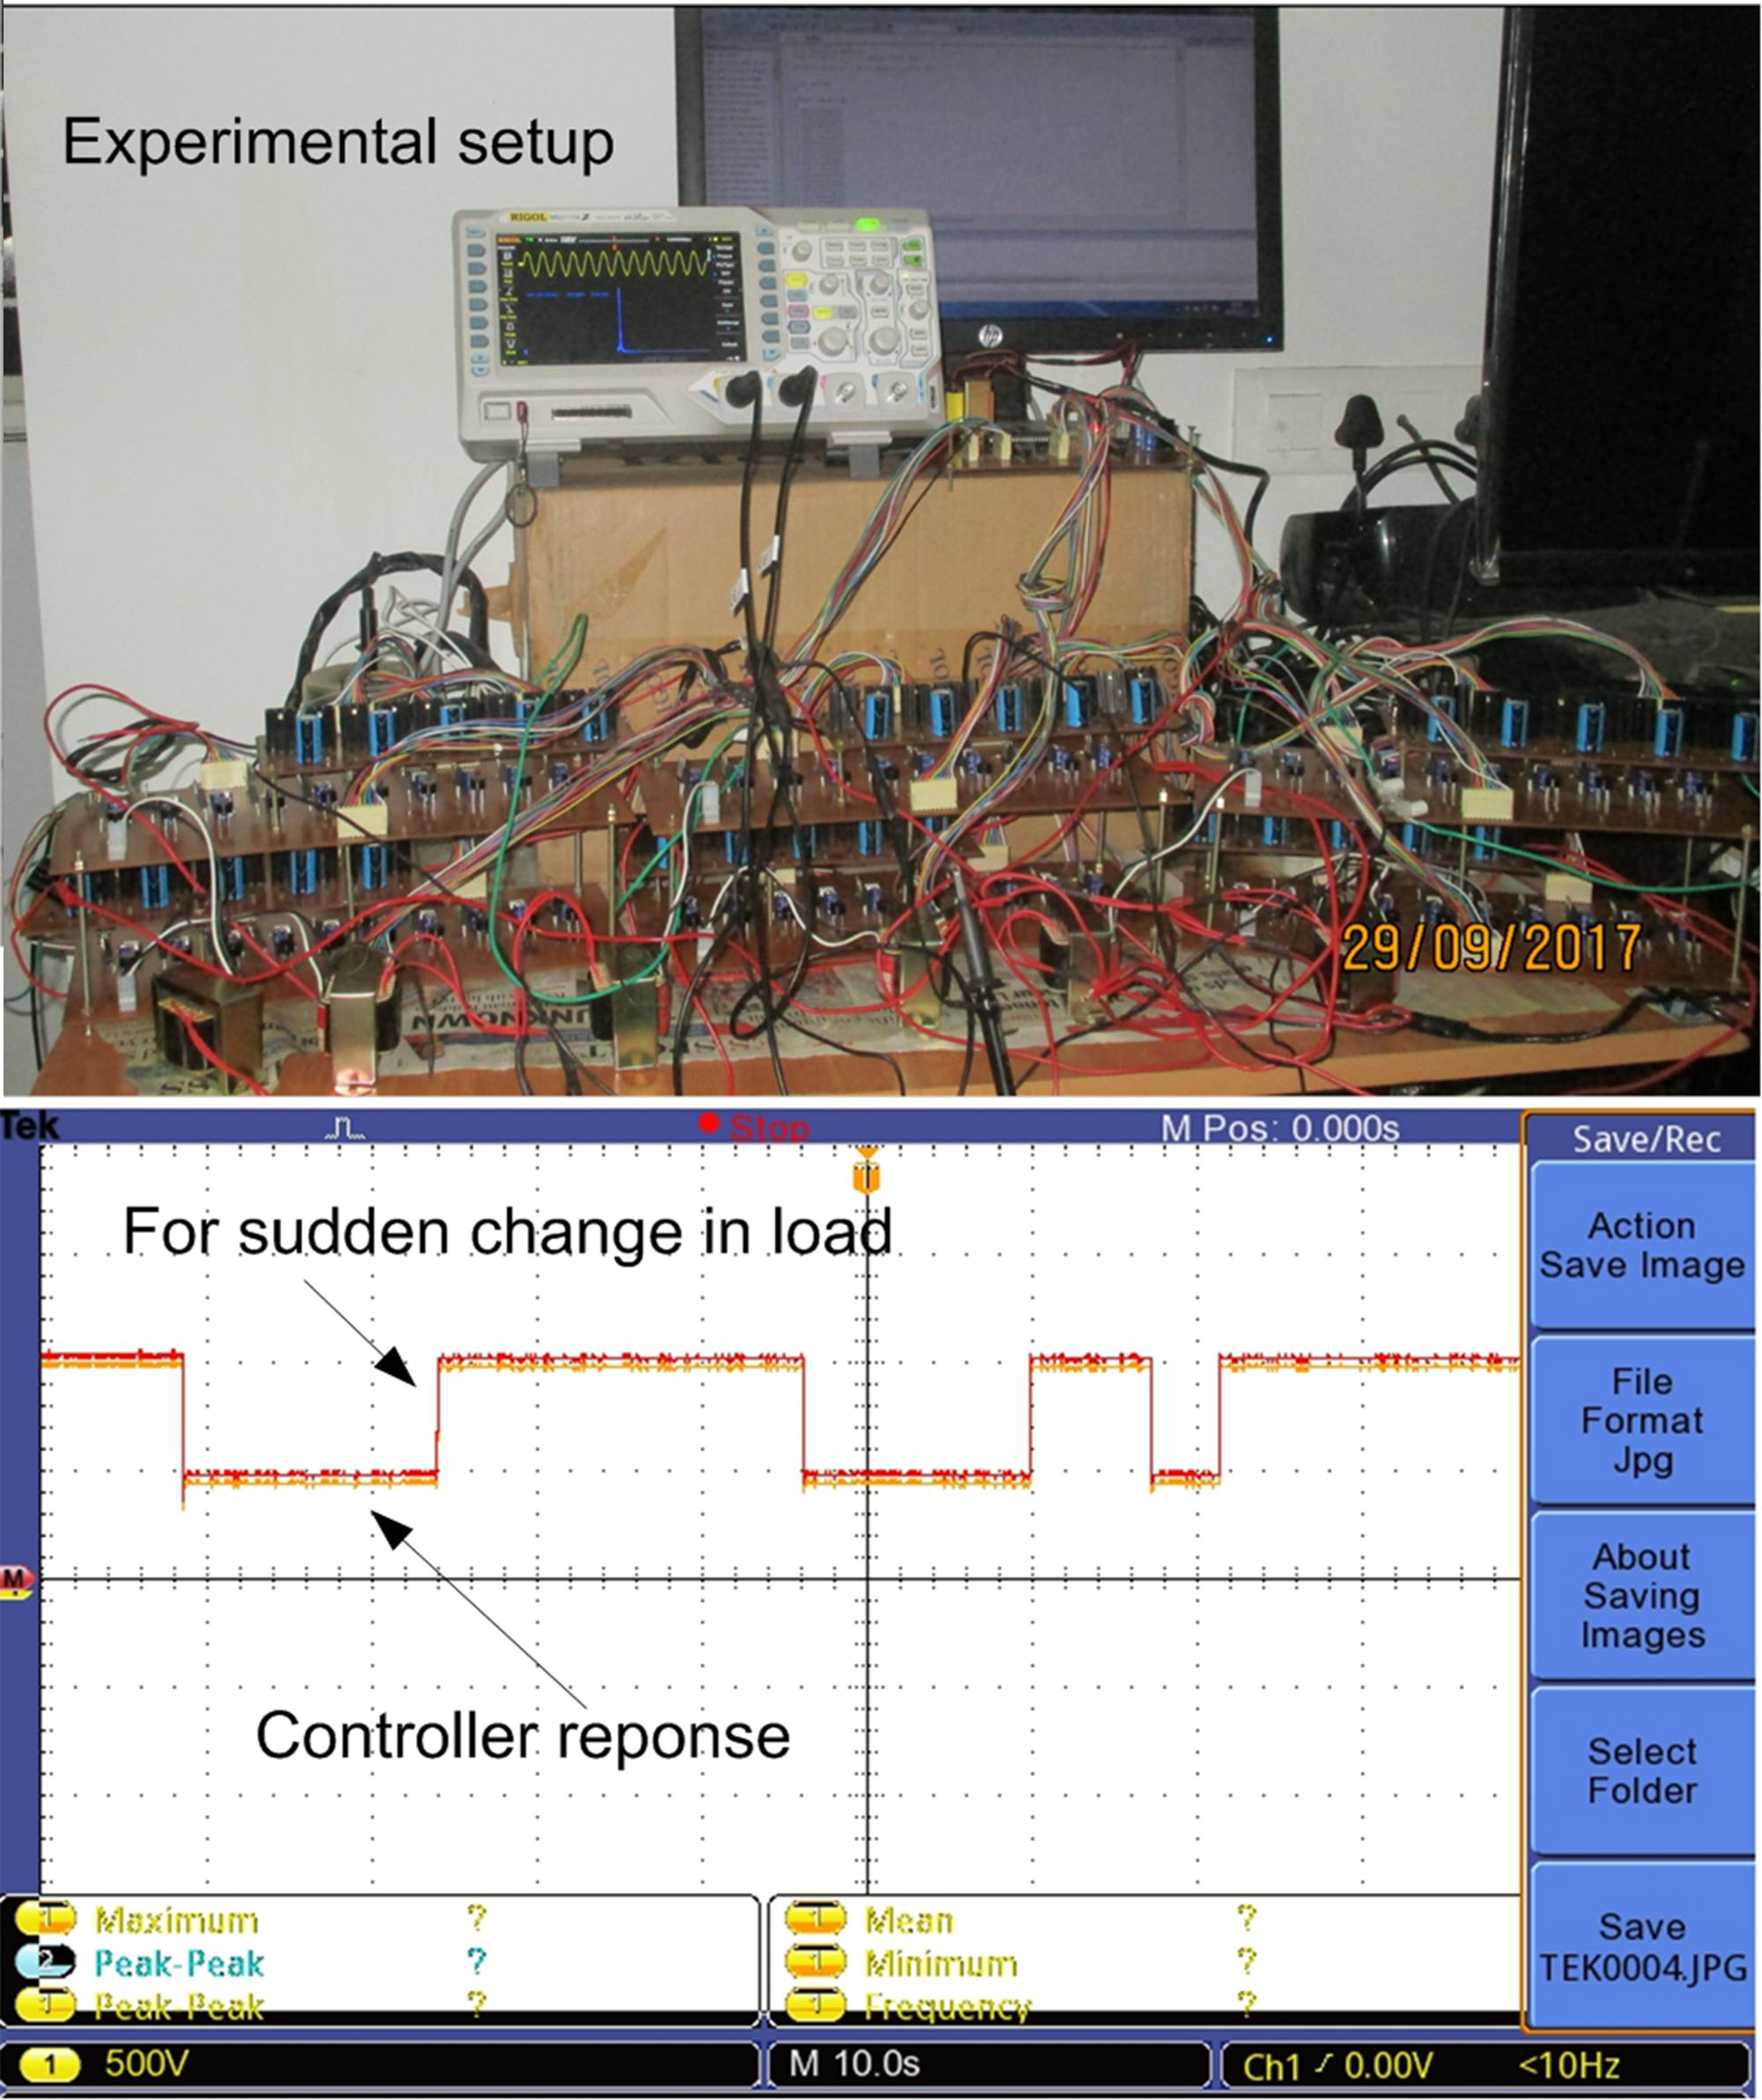 Experimental setup
RIGOL
hp
UNKNOWN
29/09/2017
Tek
Stop
M Pos: 0.000s
Save/Rec
For sudden change in load
Action
Save Image
File
Format
Jpg
About
Saving
Images
M
Controller reponse
Select
Folder
1 Maximum ?
2 Peak-Peak ?
1 Peak-Peak ?
1 Mean ?
1 Minimum ?
1 Frequency ?
Save
TEK0004.JPG
1 500V
M 10.0s
Ch1 / 0.00V
<10Hz